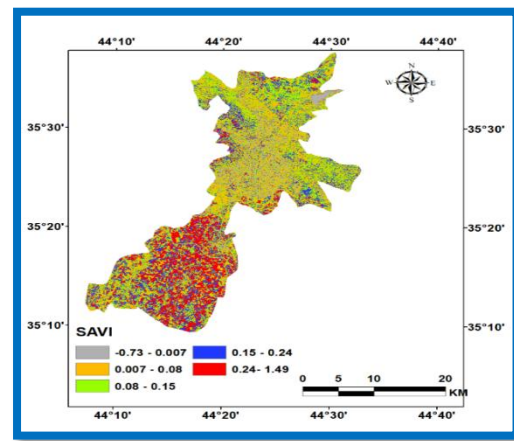 44°10' 44°20' 44°30' 44°40'
N
W E
S
35°30' 35°30'
35°20' 35°20'
35°10' 35°10'
SAVI
-0.73 - 0.007 0.15 - 0.24
0.007 - 0.08 0.24- 1.49
0.08 - 0.15
0 5 10 20
KM
44°10' 44°20' 44°30' 44°40'